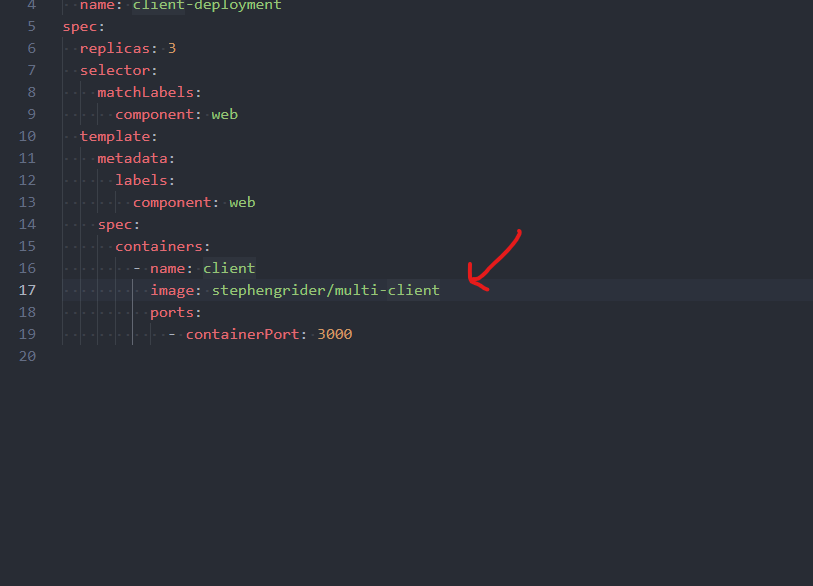 4 name: client-deployment
5 spec:
6 replicas: 3
7 selector:
8 matchLabels:
9 component: web
10 template:
11 metadata:
12 labels:
13 component: web
14 spec:
15 containers:
16 - name: client
17 image: stephengrider/multi-client
18 ports:
19 - containerPort: 3000
20